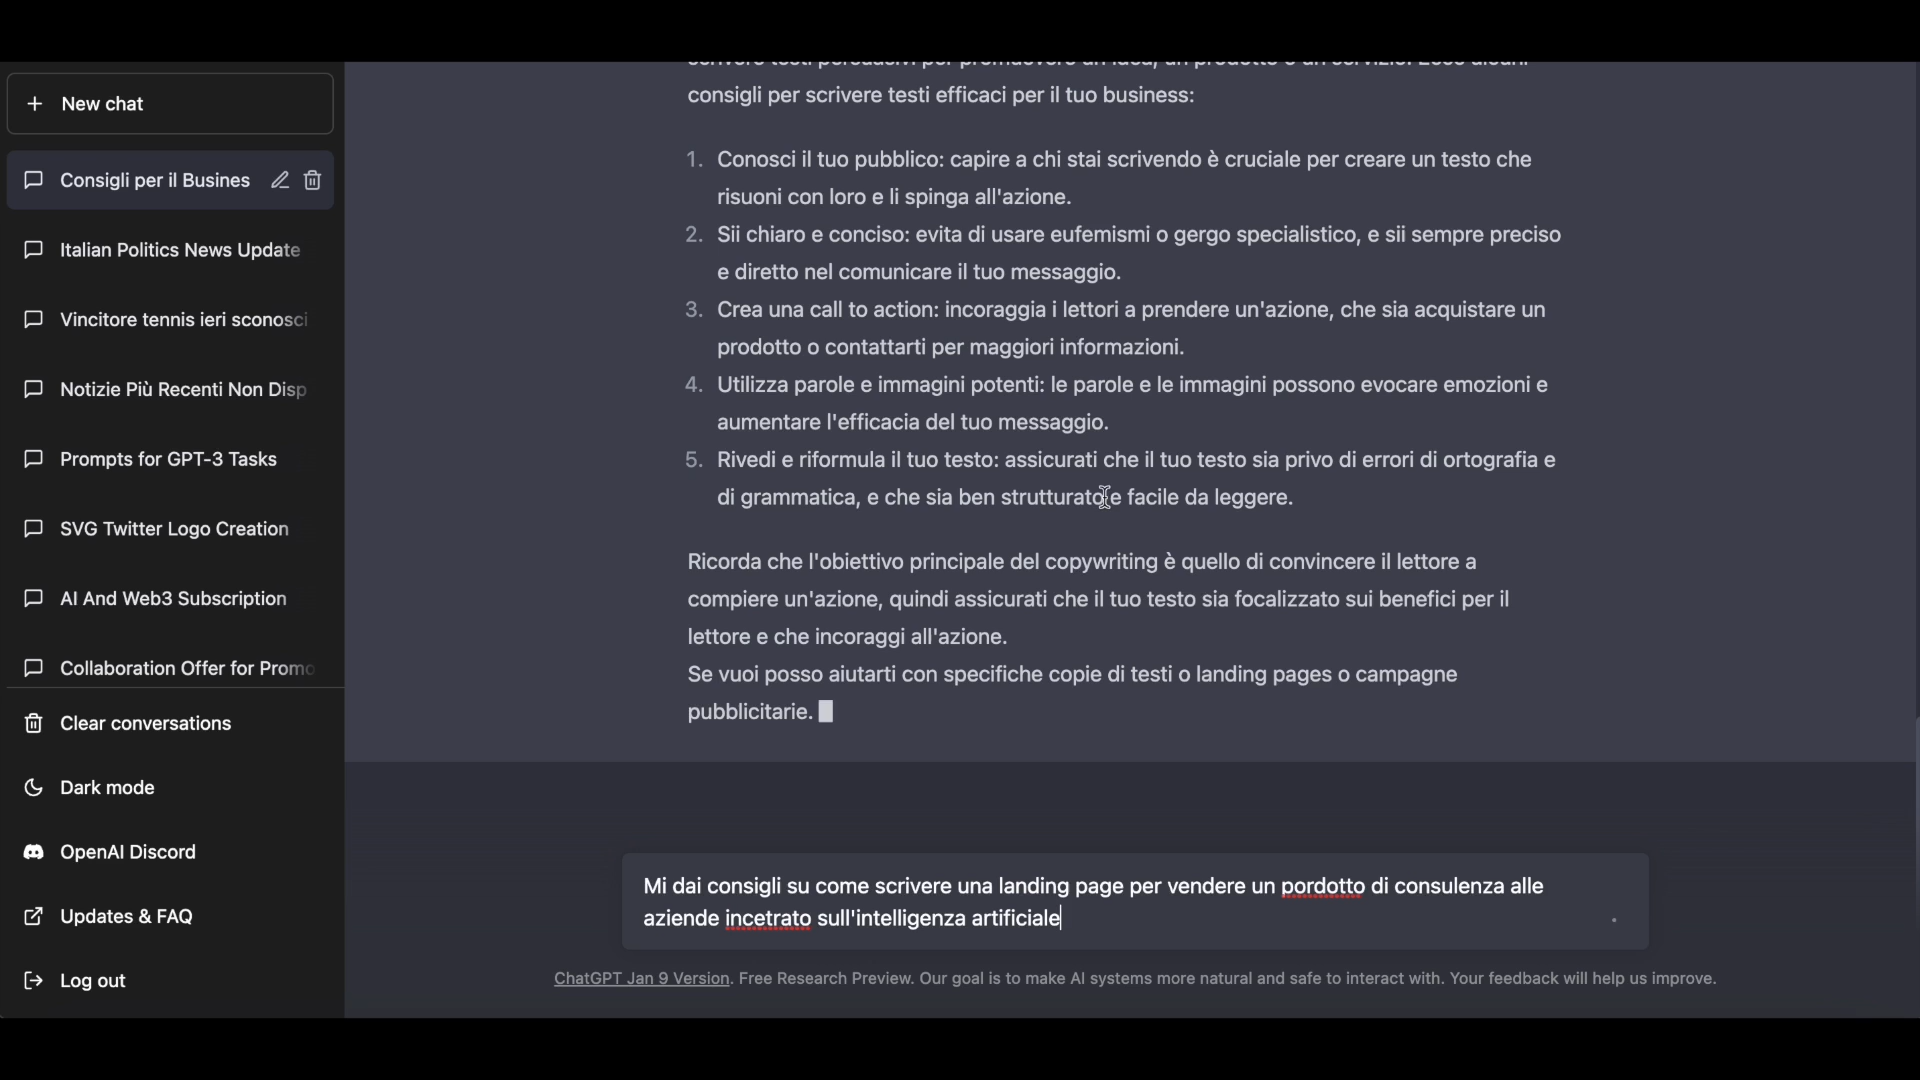 New chat
Consigli per il Busines
Italian Politics News Update
Vincitore tennis ieri sconosci
Notizie Più Recenti Non Disp
Prompts for GPT-3 Tasks
SVG Twitter Logo Creation
AI And Web3 Subscription
Collaboration Offer for Promo
Clear conversations
Dark mode
OpenAI Discord
Updates & FAQ
Log out
consigli per scrivere testi efficaci per il tuo business:
1. Conosci il tuo pubblico: capire a chi stai scrivendo è cruciale per creare un testo che
risuoni con loro e li spinga all'azione.
2. Sii chiaro e conciso: evita di usare eufemismi o gergo specialistico, e sii sempre preciso
e diretto nel comunicare il tuo messaggio.
3. Crea una call to action: incoraggia i lettori a prendere un'azione, che sia acquistare un
prodotto o contattarti per maggiori informazioni.
4. Utilizza parole e immagini potenti: le parole e le immagini possono evocare emozioni e
aumentare l'efficacia del tuo messaggio.
5. Rivedi e riformula il tuo testo: assicurati che il tuo testo sia privo di errori di ortografia e
di grammatica, e che sia ben strutturato e facile da leggere.
Ricorda che l'obiettivo principale del copywriting è quello di convincere il lettore a
compiere un'azione, quindi assicurati che il tuo testo sia focalizzato sui benefici per il
lettore e che incoraggi all'azione.
Se vuoi posso aiutarti con specifiche copie di testi o landing pages o campagne
pubblicitarie.
Mi dai consigli su come scrivere una landing page per vendere un pordotto di consulenza alle
aziende incetrato sull'intelligenza artificiale
ChatGPT Jan 9 Version. Free Research Preview. Our goal is to make AI systems more natural and safe to interact with. Your feedback will help us improve.